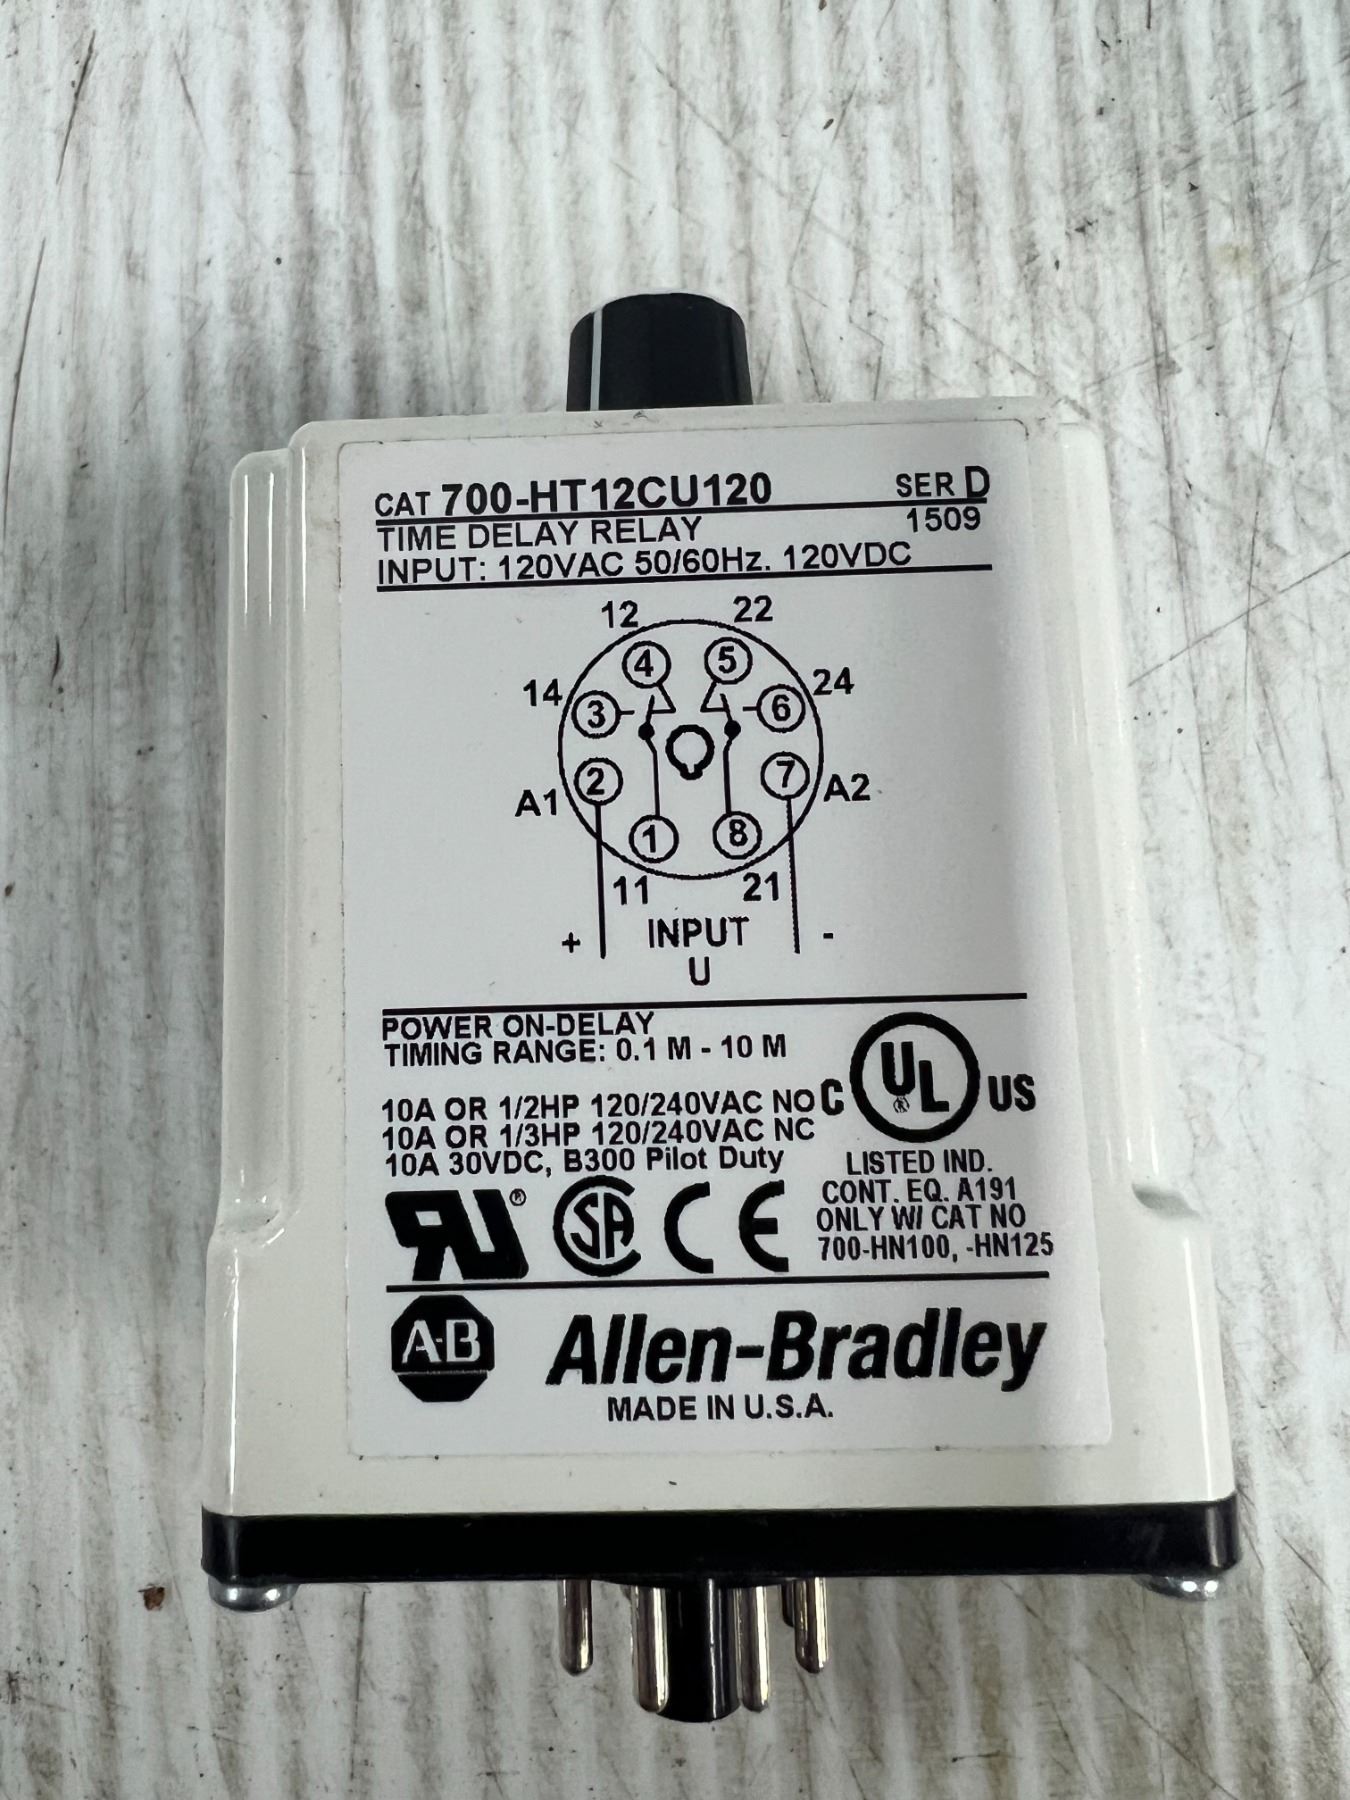 CAT 700-HT12CU120 SER D
TIME DELAY RELAY 1509
INPUT: 120VAC 50/60Hz. 120VDC
12 22
4 5
14 24
3 6
2 7
A1 A2
1 8
11 21
+ INPUT -
U
POWER ON-DELAY
TIMING RANGE: 0.1 M - 10 M
10A OR 1/2HP 120/240VAC NO
10A OR 1/3HP 120/240VAC NC
10A 30VDC, B300 Pilot Duty
C UL ® US
LISTED IND.
CONT. EQ. A191
ONLY W/ CAT NO
700-HN100, -HN125
RU ® CSA CE
A-B Allen-Bradley
MADE IN U.S.A.